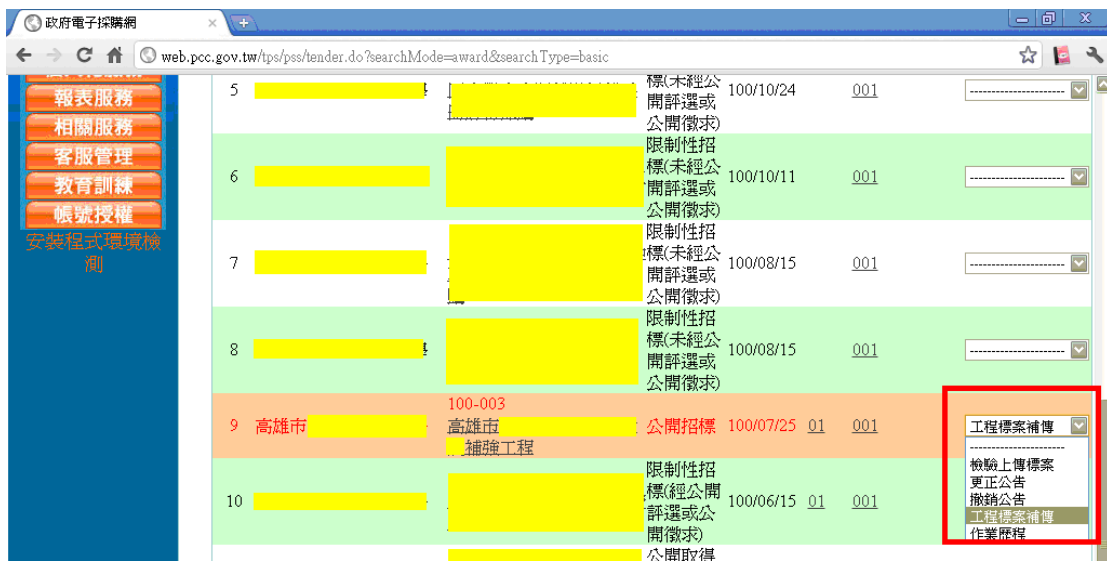 政府電子採購網
web.pcc.gov.tw/tps/pss/tender.do?searchMode=award&searchType=basic
報表服務
相關服務
客服管理
教育訓練
帳號授權
安裝程式環境檢
測
5
標(未經公
開評選或
公開徵求)
100/10/24
001
----------------------
6
限制性招
標(未經公
開評選或
公開徵求)
100/10/11
001
----------------------
7
限制性招
標(未經公
開評選或
公開徵求)
100/08/15
001
----------------------
8
限制性招
標(未經公
開評選或
公開徵求)
100/08/15
001
----------------------
9
高雄市
100-003
高雄市
補強工程
公開招標
100/07/25
01
001
工程標案補傳
----------------------
檢驗上傳標案
更正公告
撤銷公告
工程標案補傳
作業歷程
10
限制性招
標(經公開
評選或公
開徵求)
100/06/15
01
001
公開取得